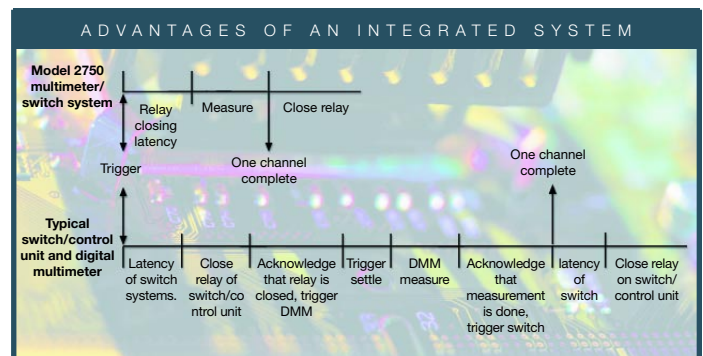 ADVANTAGES OF AN INTEGRATED SYSTEM
Model 2750
multimeter/
switch system
Relay
closing
latency
Measure
Close relay
Trigger
One channel
complete
One channel
complete
Typical
switch/control
unit and digital
multimeter
Latency
of switch
systems.
Close
relay of
switch/co
ntrol unit
Acknowledge
that relay is
closed, trigger
DMM
Trigger
settle
DMM
measure
Acknowledge
that
measurement
is done,
trigger switch
latency
of
switch
Close relay
on switch/
control unit